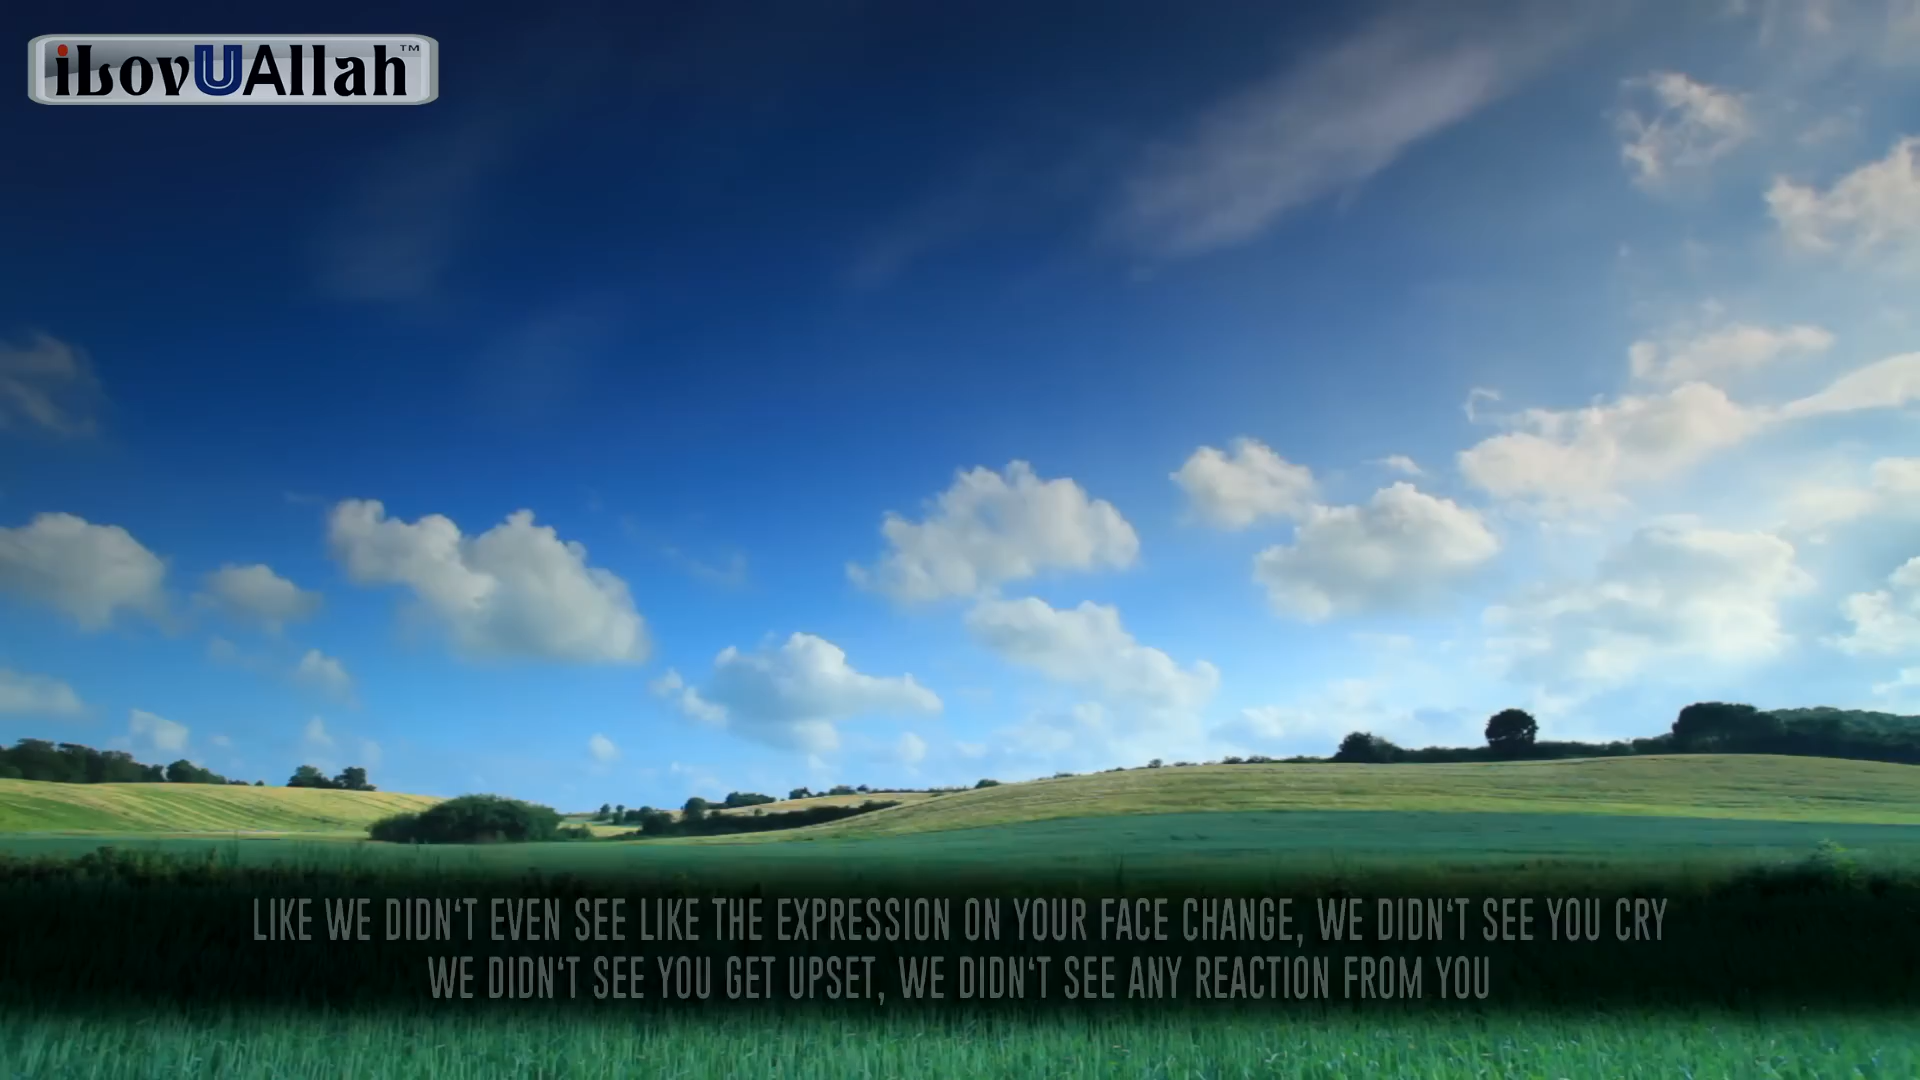 iLovUAllah™
LIKE WE DIDN‘T EVEN SEE LIKE THE EXPRESSION ON YOUR FACE CHANGE, WE DIDN‘T SEE YOU CRY
WE DIDN‘T SEE YOU GET UPSET, WE DIDN‘T SEE ANY REACTION FROM YOU